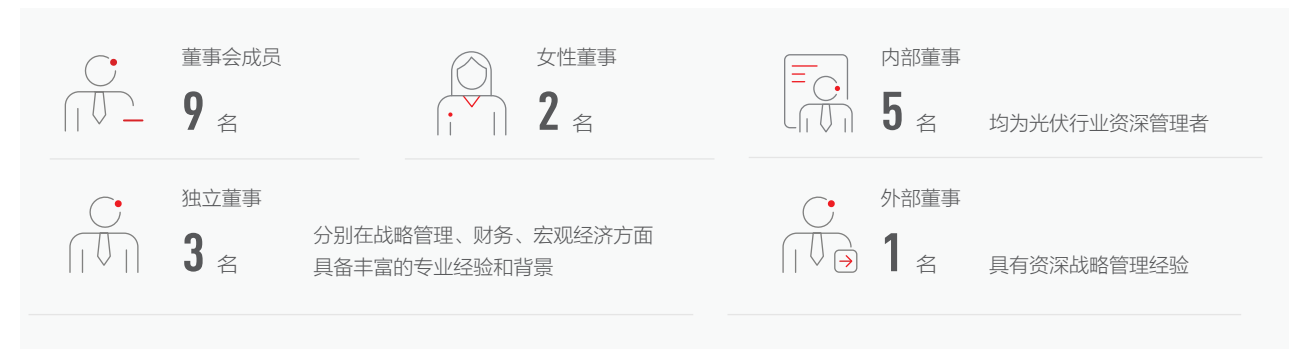 董事会成员
9 名
女性董事
2 名
内部董事
5 名 均为光伏行业资深管理者
独立董事
3 名
分别在战略管理、财务、宏观经济方面
具备丰富的专业经验和背景
外部董事
1 名 具有资深战略管理经验